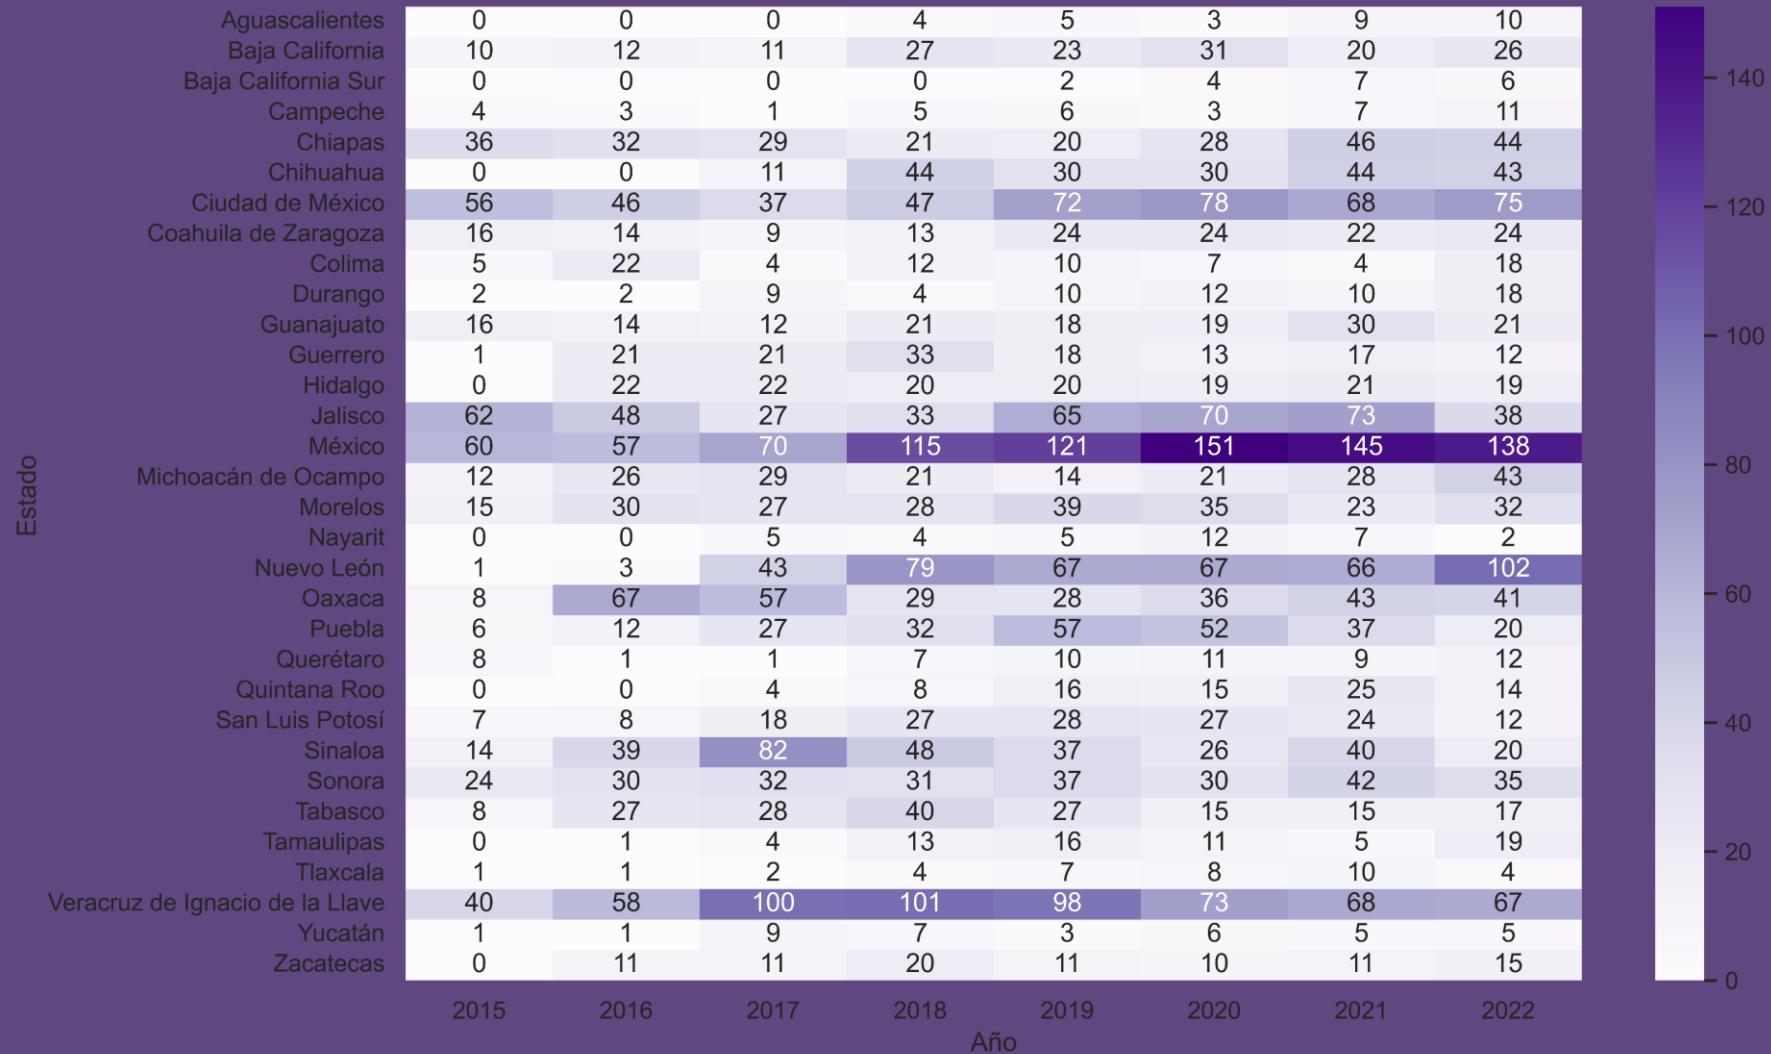 Aguascalientes 0 0 0 4 5 3 9 10
Baja California 10 12 11 27 23 31 20 26
Baja California Sur 0 0 0 0 2 4 7 6
Campeche 4 3 1 5 6 3 7 11
Chiapas 36 32 29 21 20 28 46 44
Chihuahua 0 0 11 44 30 30 44 43
Ciudad de México 56 46 37 47 72 78 68 75
Coahuila de Zaragoza 16 14 9 13 24 24 22 24
Colima 5 22 4 12 10 7 4 18
Durango 2 2 9 4 10 12 10 18
Guanajuato 16 14 12 21 18 19 30 21
Guerrero 1 21 21 33 18 13 17 12
Hidalgo 0 22 22 20 20 19 21 19
Jalisco 62 48 27 33 65 70 73 38
México 60 57 70 115 121 151 145 138
Michoacán de Ocampo 12 26 29 21 14 21 28 43
Morelos 15 30 27 28 39 35 23 32
Nayarit 0 0 5 4 5 12 7 2
Nuevo León 1 3 43 79 67 67 66 102
Oaxaca 8 67 57 29 28 36 43 41
Puebla 6 12 27 32 57 52 37 20
Querétaro 8 1 1 7 10 11 9 12
Quintana Roo 0 0 4 8 16 15 25 14
San Luis Potosí 7 8 18 27 28 27 24 12
Sinaloa 14 39 82 48 37 26 40 20
Sonora 24 30 32 31 37 30 42 35
Tabasco 8 27 28 40 27 15 15 17
Tamaulipas 0 1 4 13 16 11 5 19
Tlaxcala 1 1 2 4 7 8 10 4
Veracruz de Ignacio de la Llave 40 58 100 101 98 73 68 67
Yucatán 1 1 9 7 3 6 5 5
Zacatecas 0 11 11 20 11 10 11 15
2015 2016 2017 2018 2019 2020 2021 2022
Año
Estado
140
120
100
80
60
40
20
0